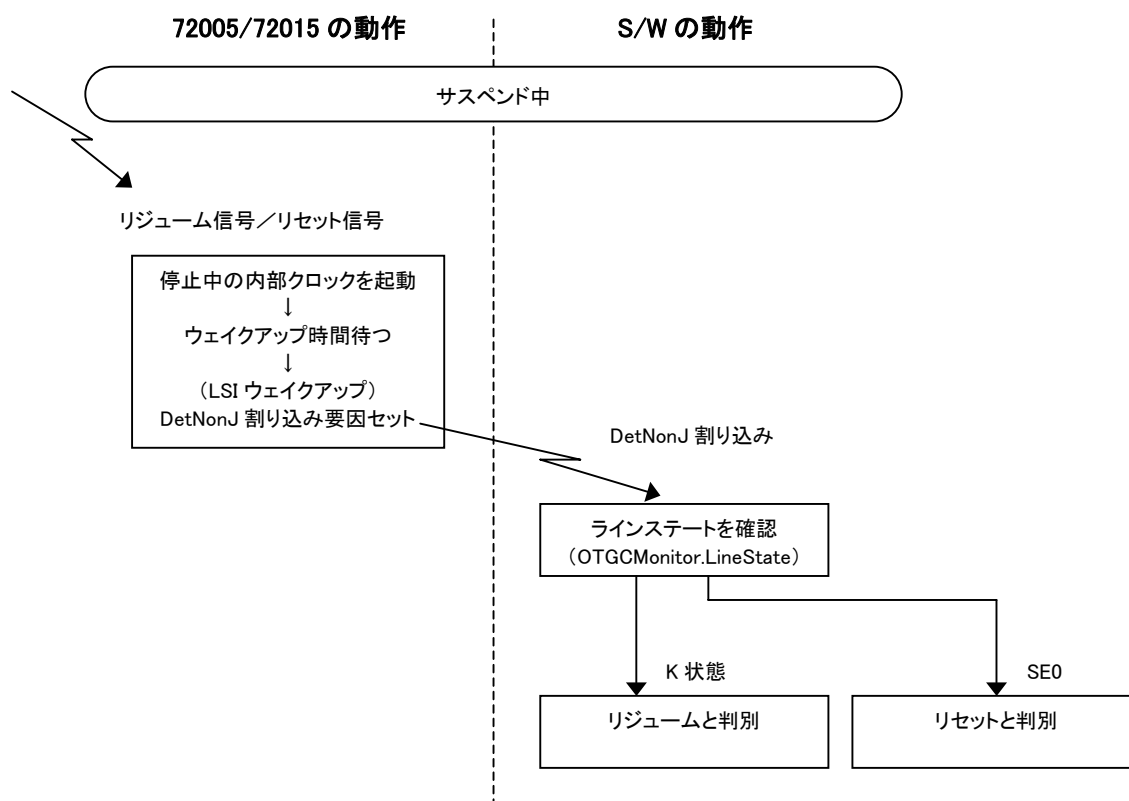 72005/72015 の動作
S/W の動作
サスペンド中
リジューム信号／リセット信号
停止中の内部クロックを起動
↓
ウェイクアップ時間待つ
↓
（LSI ウェイクアップ）
DetNonJ 割り込み要因セット
DetNonJ 割り込み
ラインステートを確認
（OTGCMonitor.LineState）
K 状態
SE0
リジュームと判別
リセットと判別